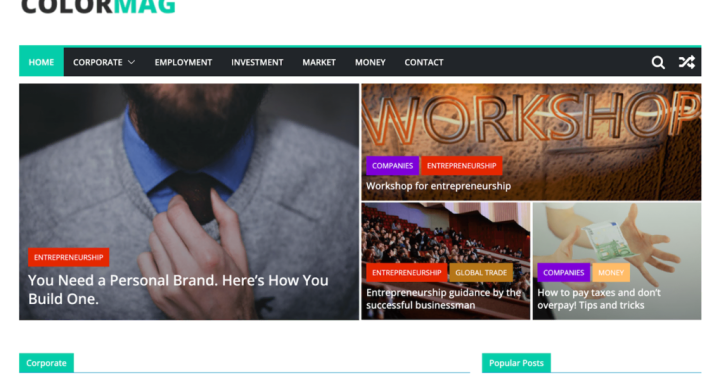 COLORMAG
HOME CORPORATE EMPLOYMENT INVESTMENT MARKET MONEY CONTACT
ENTREPRENEURSHIP
You Need a Personal Brand. Here's How You
Build One.
WORKSHOP
COMPANIES ENTREPRENEURSHIP
Workshop for entrepreneurship
ENTREPRENEURSHIP GLOBAL TRADE
Entrepreneurship guidance by the
successful businessman
COMPANIES MONEY
How to pay taxes and don't
overpay! Tips and tricks
Corporate
Popular Posts